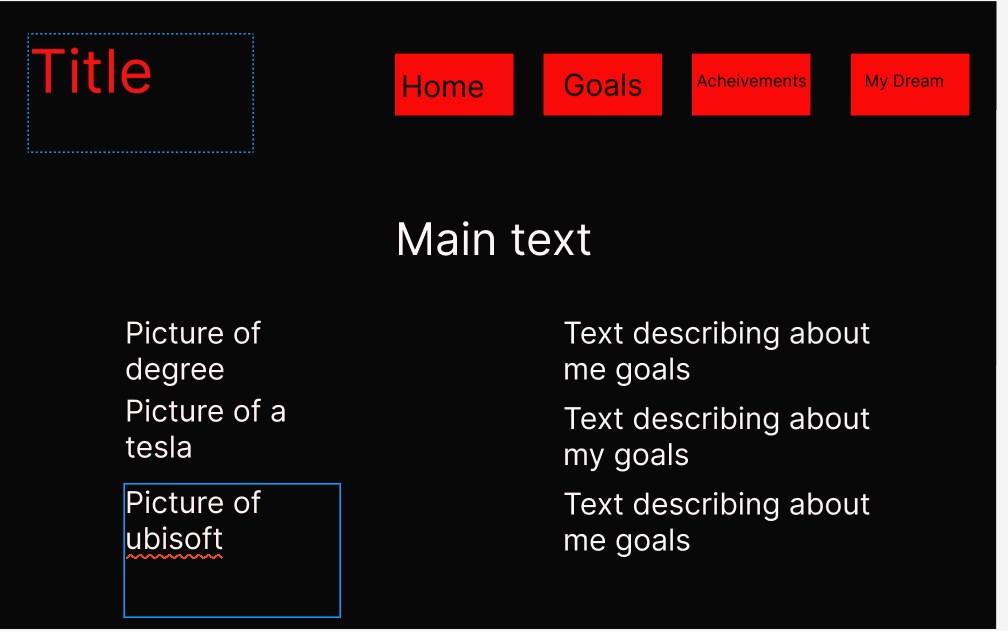 Title
Home
Goals
Acheivements
My Dream
Main text
Picture of
degree
Picture of a
tesla
Picture of
ubisoft
Text describing about
me goals
Text describing about
my goals
Text describing about
me goals